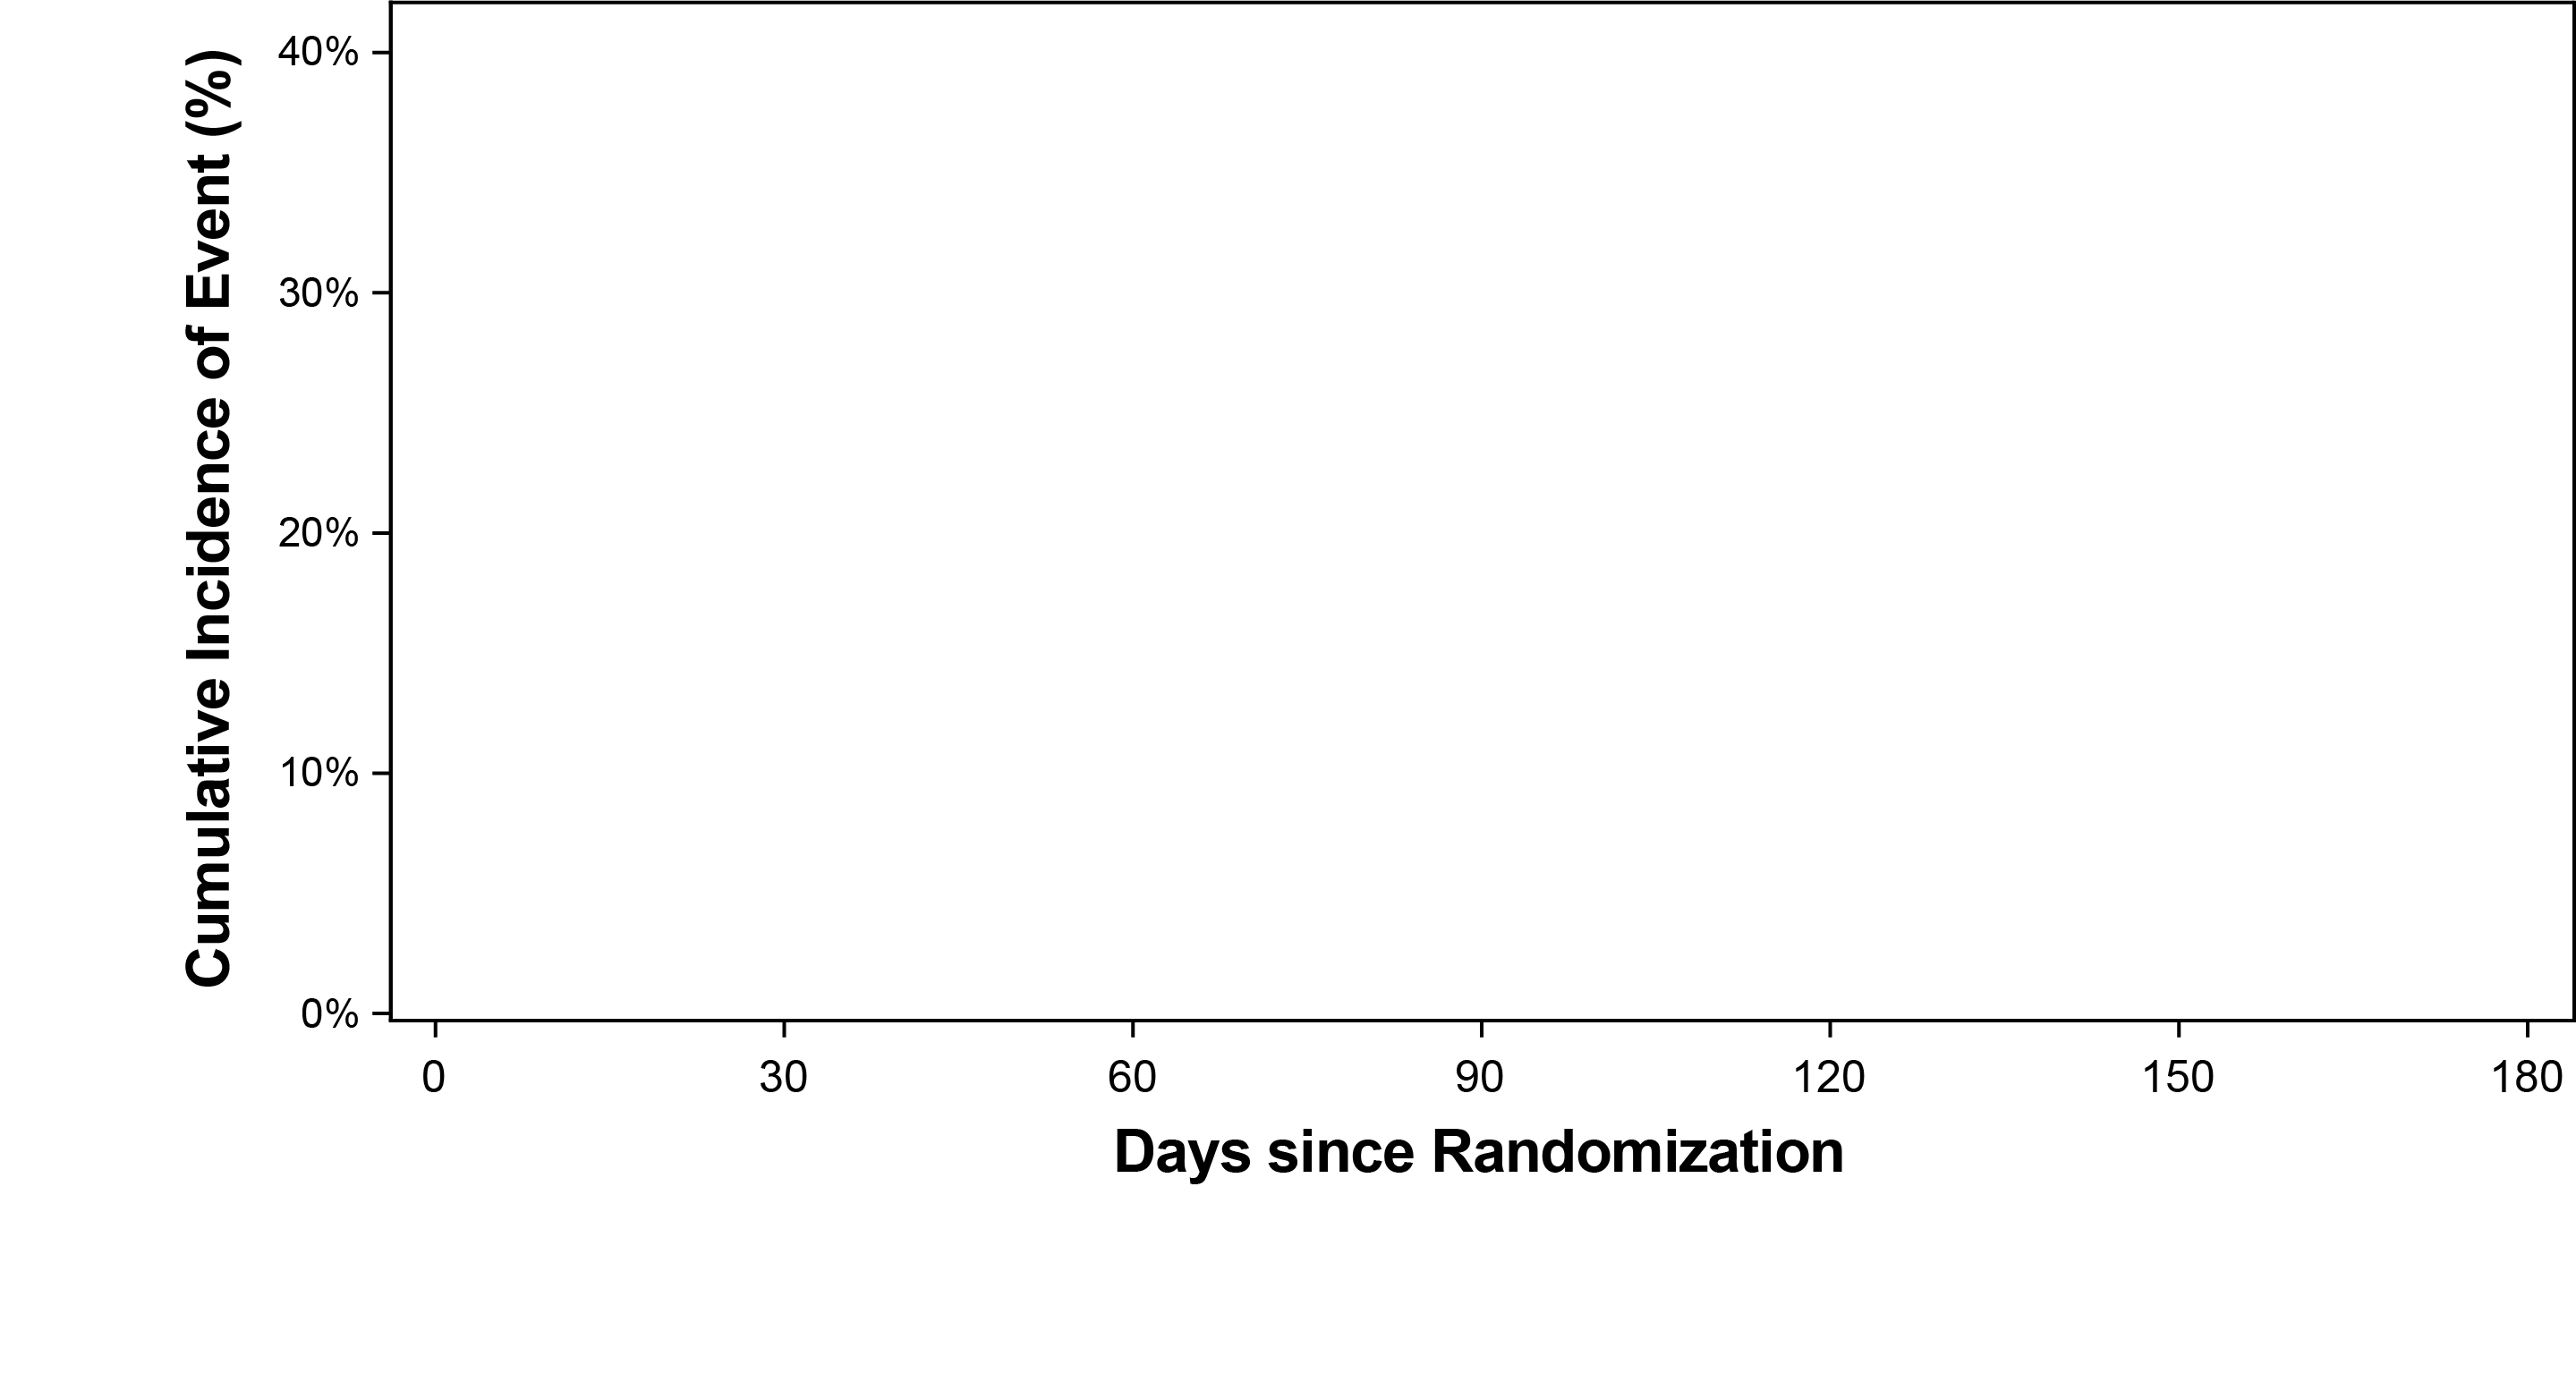 Cumulative Incidence of Event (%)
40%
30%
20%
10%
0%
0 30 60 90 120 150 180
Days since Randomization